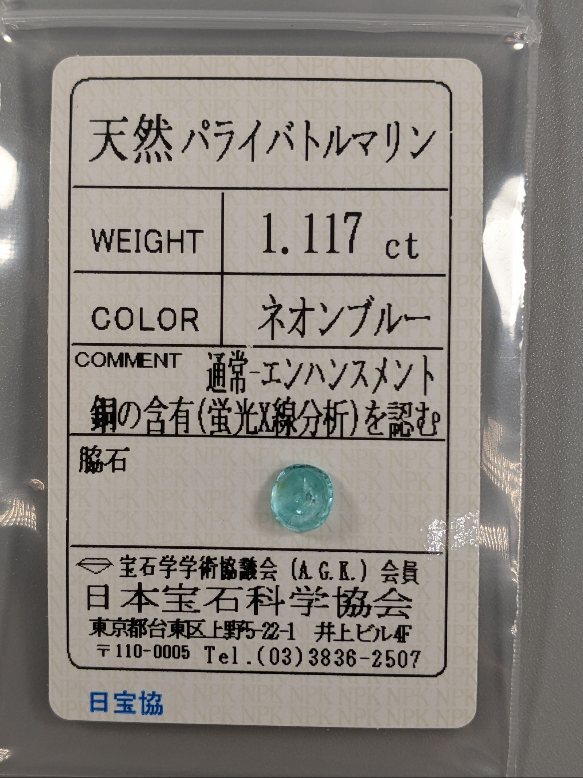 天然パライバトルマリン
WEIGHT 1.117 ct
COLOR ネオンブルー
COMMENT 通常-エンハンスメント
銅の含有(蛍光X線分析)を認む
脇石
宝石学学術協議会 (A.G.K.) 会員
日本宝石科学協会
東京都台東区上野5-22-1 井上ビル4F
〒110-0005 Tel.(03)3836-2507
日宝協